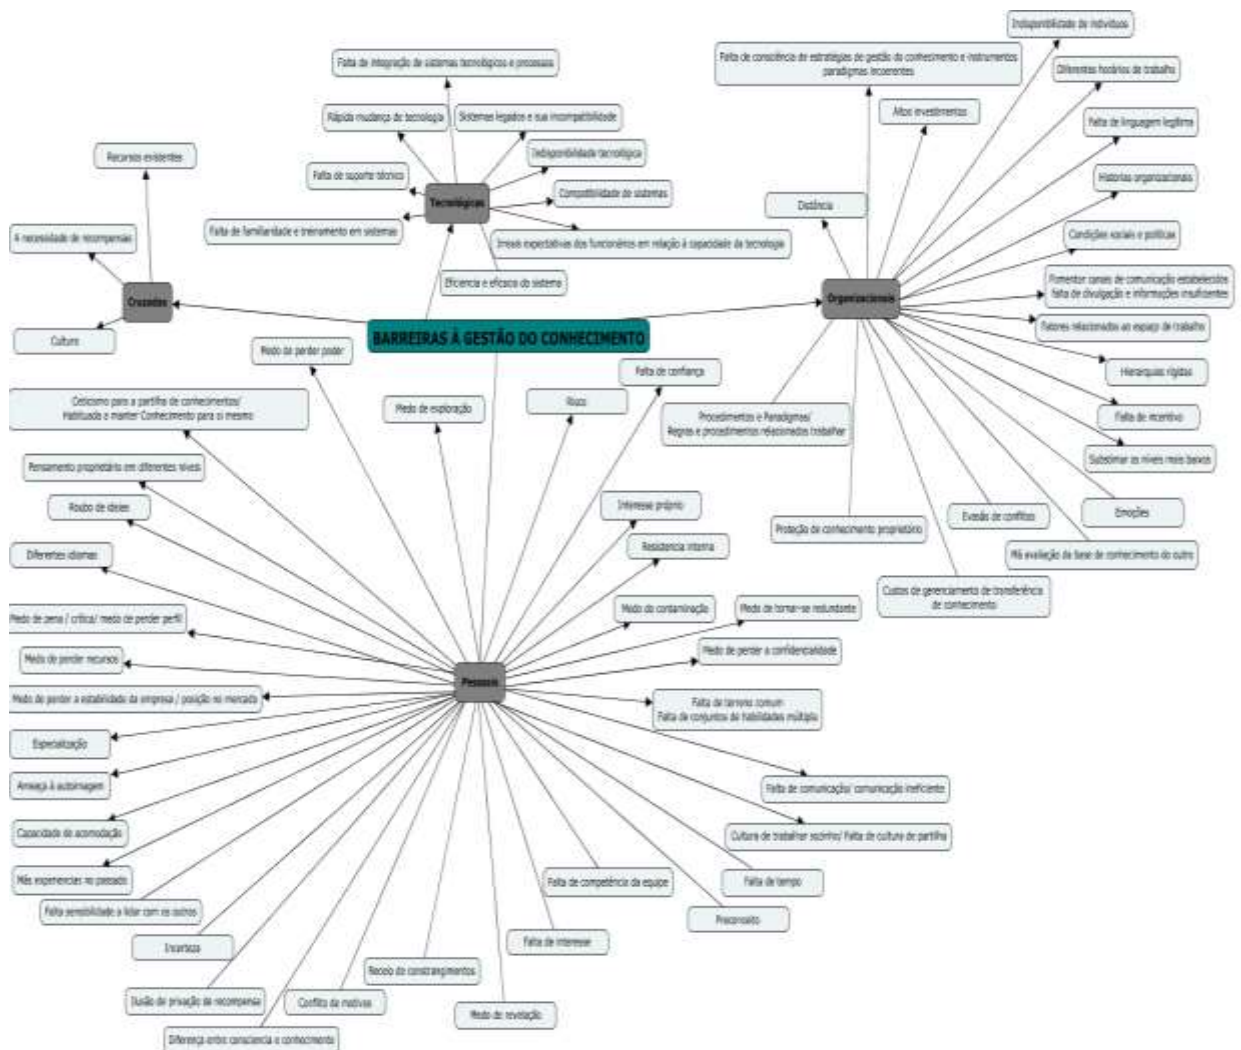 Indisponibilidade de indivíduos
Falta de integração de sistemas tecnológicos e processos
Falta de consciência de estratégias de gestão do conhecimento e instrumentos
paradigmas incoerentes
Diferentes horários de trabalho
Rápida mudança de tecnologia
Sistemas legados e sua incompatibilidade
Altos investimentos
Falta de linguagem legítima
Recursos existentes
Indisponibilidade tecnológica
Falta de suporte técnico
Historias organizacionais
Compatibilidade de sistemas
Tecnológicas
Distância
A necessidade de recompensas
Falta de familiaridade e treinamento em sistemas
Irreais expectativas dos funcionários em relação à capacidade da tecnologia
Condições sociais e políticas
Eficiencia e eficacia do sistema
Fomentar canais de comunicação estabelecidos
falta de divulgação e informações insuficientes
Cruzadas
Organizacionais
Fatores relacionados ao espaço de trabalho
Cultura
BARREIRAS À GESTÃO DO CONHECIMENTO
Medo de perder poder
Falta de confiança
Hierarquias rígidas
Ceticismo para a partilha de conhecimentos/
Habituada a manter Conhecimento para si mesmo
Medo de exploração
Risco
Procedimentos e Paradigmas/
Regras e procedimentos relacionados trabalhar
Falta de incentivo
Substimar os níveis mais baixos
Pensamento proprietário em diferentes níveis
Roubo de ideias
Interesse próprio
Emoções
Evasão de conflitos
Proteção de conhecimento proprietário
Resistencia interna
Diferentes idiomas
Má avaliação da base de conhecimento do outro
Custos de gerenciamento de transferência
de conhecimento
Medo de pena / crítica/ medo de perder perfil
Medo de contaminação
Medo de tornar-se redundante
Medo de perder recursos
Medo de perder a confidencialidade
Pessoais
Medo de perder a estabilidade da empresa / posição no mercado
Falta de terreno comum
Falta de conjuntos de habilidades múltipla
Especialização
Ameaça à autoimagem
Falta de comunicação/ comunicação ineficiente
Capacidade de acomodação
Cultura de trabalhar sozinho/ Falta de cultura de partilha
Más experiencias no passado
Falta de competência da equipe
Falta de tempo
Falta sensibilidade a lidar com os outros
Preconceito
Incerteza
Falta de interesse
Receio de constrangimentos
Ilusão de privação de recompensa
Conflito de motivos
Medo de revelação
Diferença entre consciencia e conhecimento